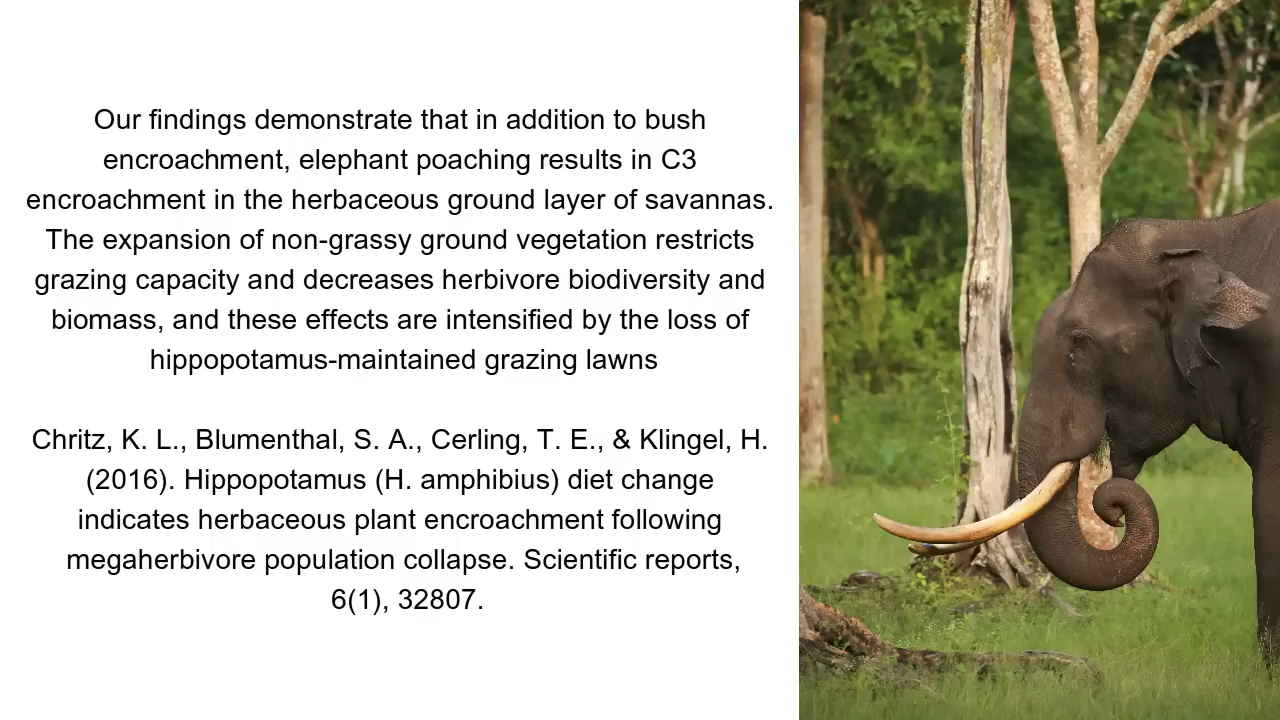 Our findings demonstrate that in addition to bush
encroachment, elephant poaching results in C3
encroachment in the herbaceous ground layer of savannas.
The expansion of non-grassy ground vegetation restricts
grazing capacity and decreases herbivore biodiversity and
biomass, and these effects are intensified by the loss of
hippopotamus-maintained grazing lawns
Chritz, K. L., Blumenthal, S. A., Cerling, T. E., & Klingel, H.
(2016). Hippopotamus (H. amphibius) diet change
indicates herbaceous plant encroachment following
megaherbivore population collapse. Scientific reports,
6(1), 32807.